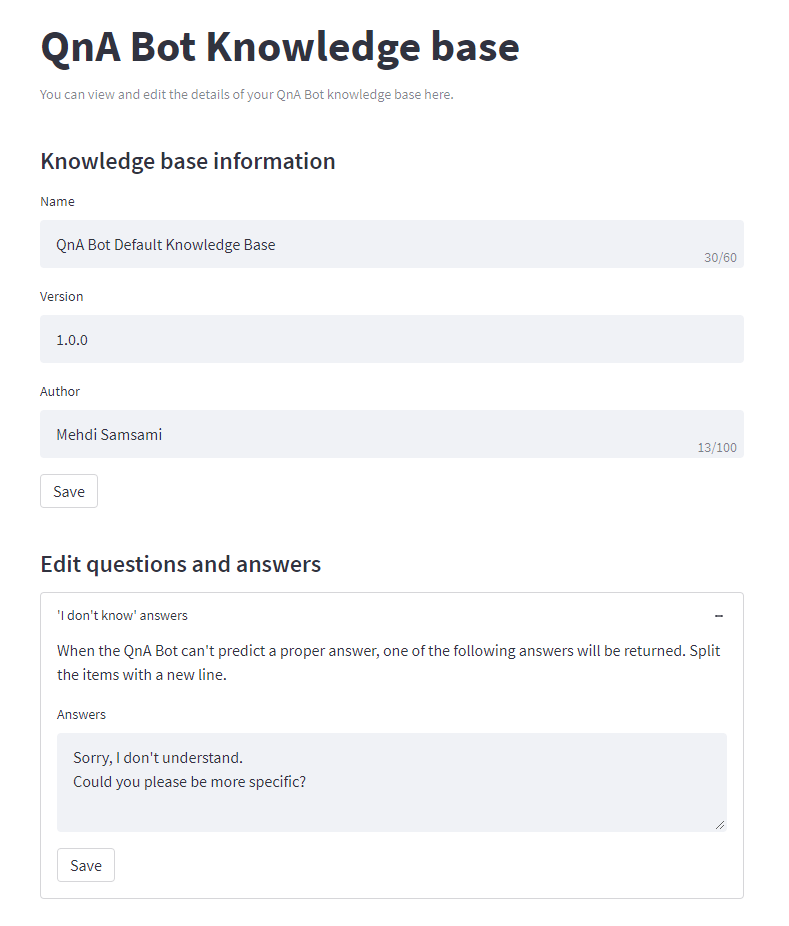 QnA Bot Knowledge base
You can view and edit the details of your QnA Bot knowledge base here.
Knowledge base information
Name
QnA Bot Default Knowledge Base
30/60
Version
1.0.0
Author
Mehdi Samsami
13/100
Save
Edit questions and answers
'I don't know' answers
When the QnA Bot can't predict a proper answer, one of the following answers will be returned. Split
the items with a new line.
Answers
Sorry, I don't understand.
Could you please be more specific?
Save